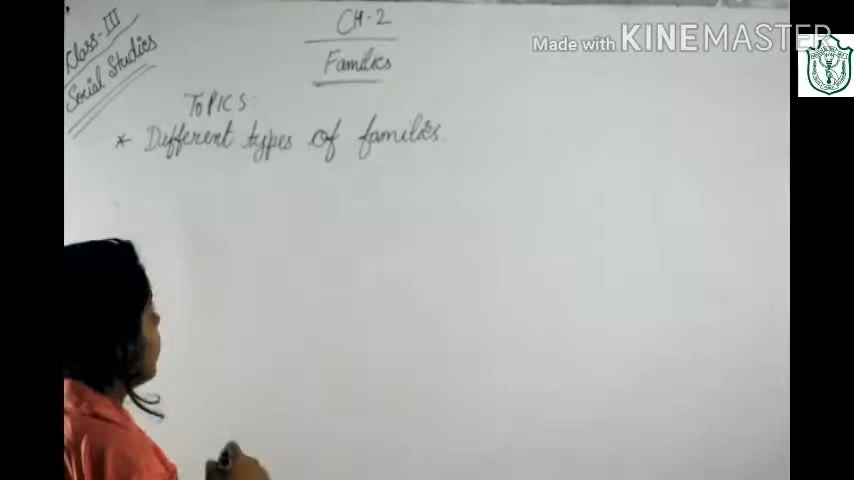 Class-III
Social Studies
CH-2
Families
TOPICS
* Different types of families.
Made with KINEMASTER